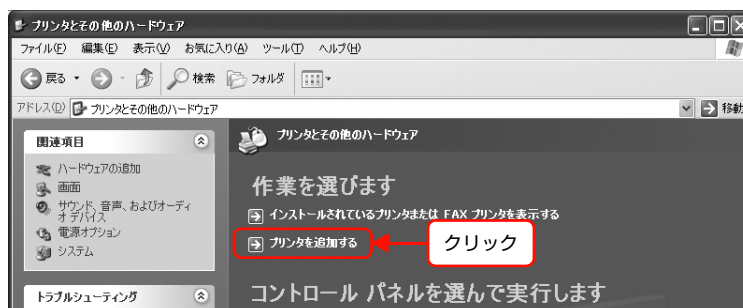 プリンタとその他のハードウェア
ファイル(F) 編集(E) 表示(V) お気に入り(A) ツール(T) ヘルプ(H)
戻る 検索 フォルダ
アドレス(D) プリンタとその他のハードウェア 移動
関連項目
ハードウェアの追加
画面
サウンド、音声、およびオーディ
オ デバイス
電源オプション
システム
トラブルシューティング
プリンタとその他のハードウェア
作業を選びます
インストールされているプリンタまたは FAX プリンタを表示する
プリンタを追加する
クリック
コントロール パネルを選んで実行します